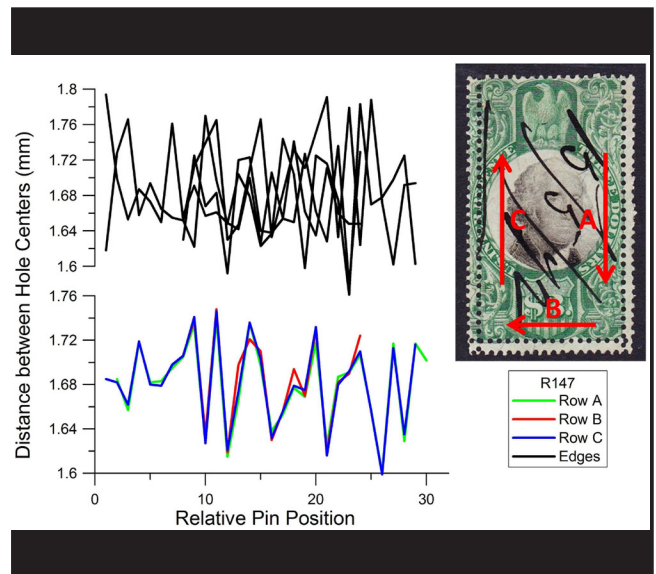 Distance between Hole Centers (mm)
1.8
1.76
1.72
1.68
1.64
1.6
1.76
1.72
1.68
1.64
1.6
0
10
20
30
Relative Pin Position
A
C
B
R147
Row A
Row B
Row C
Edges